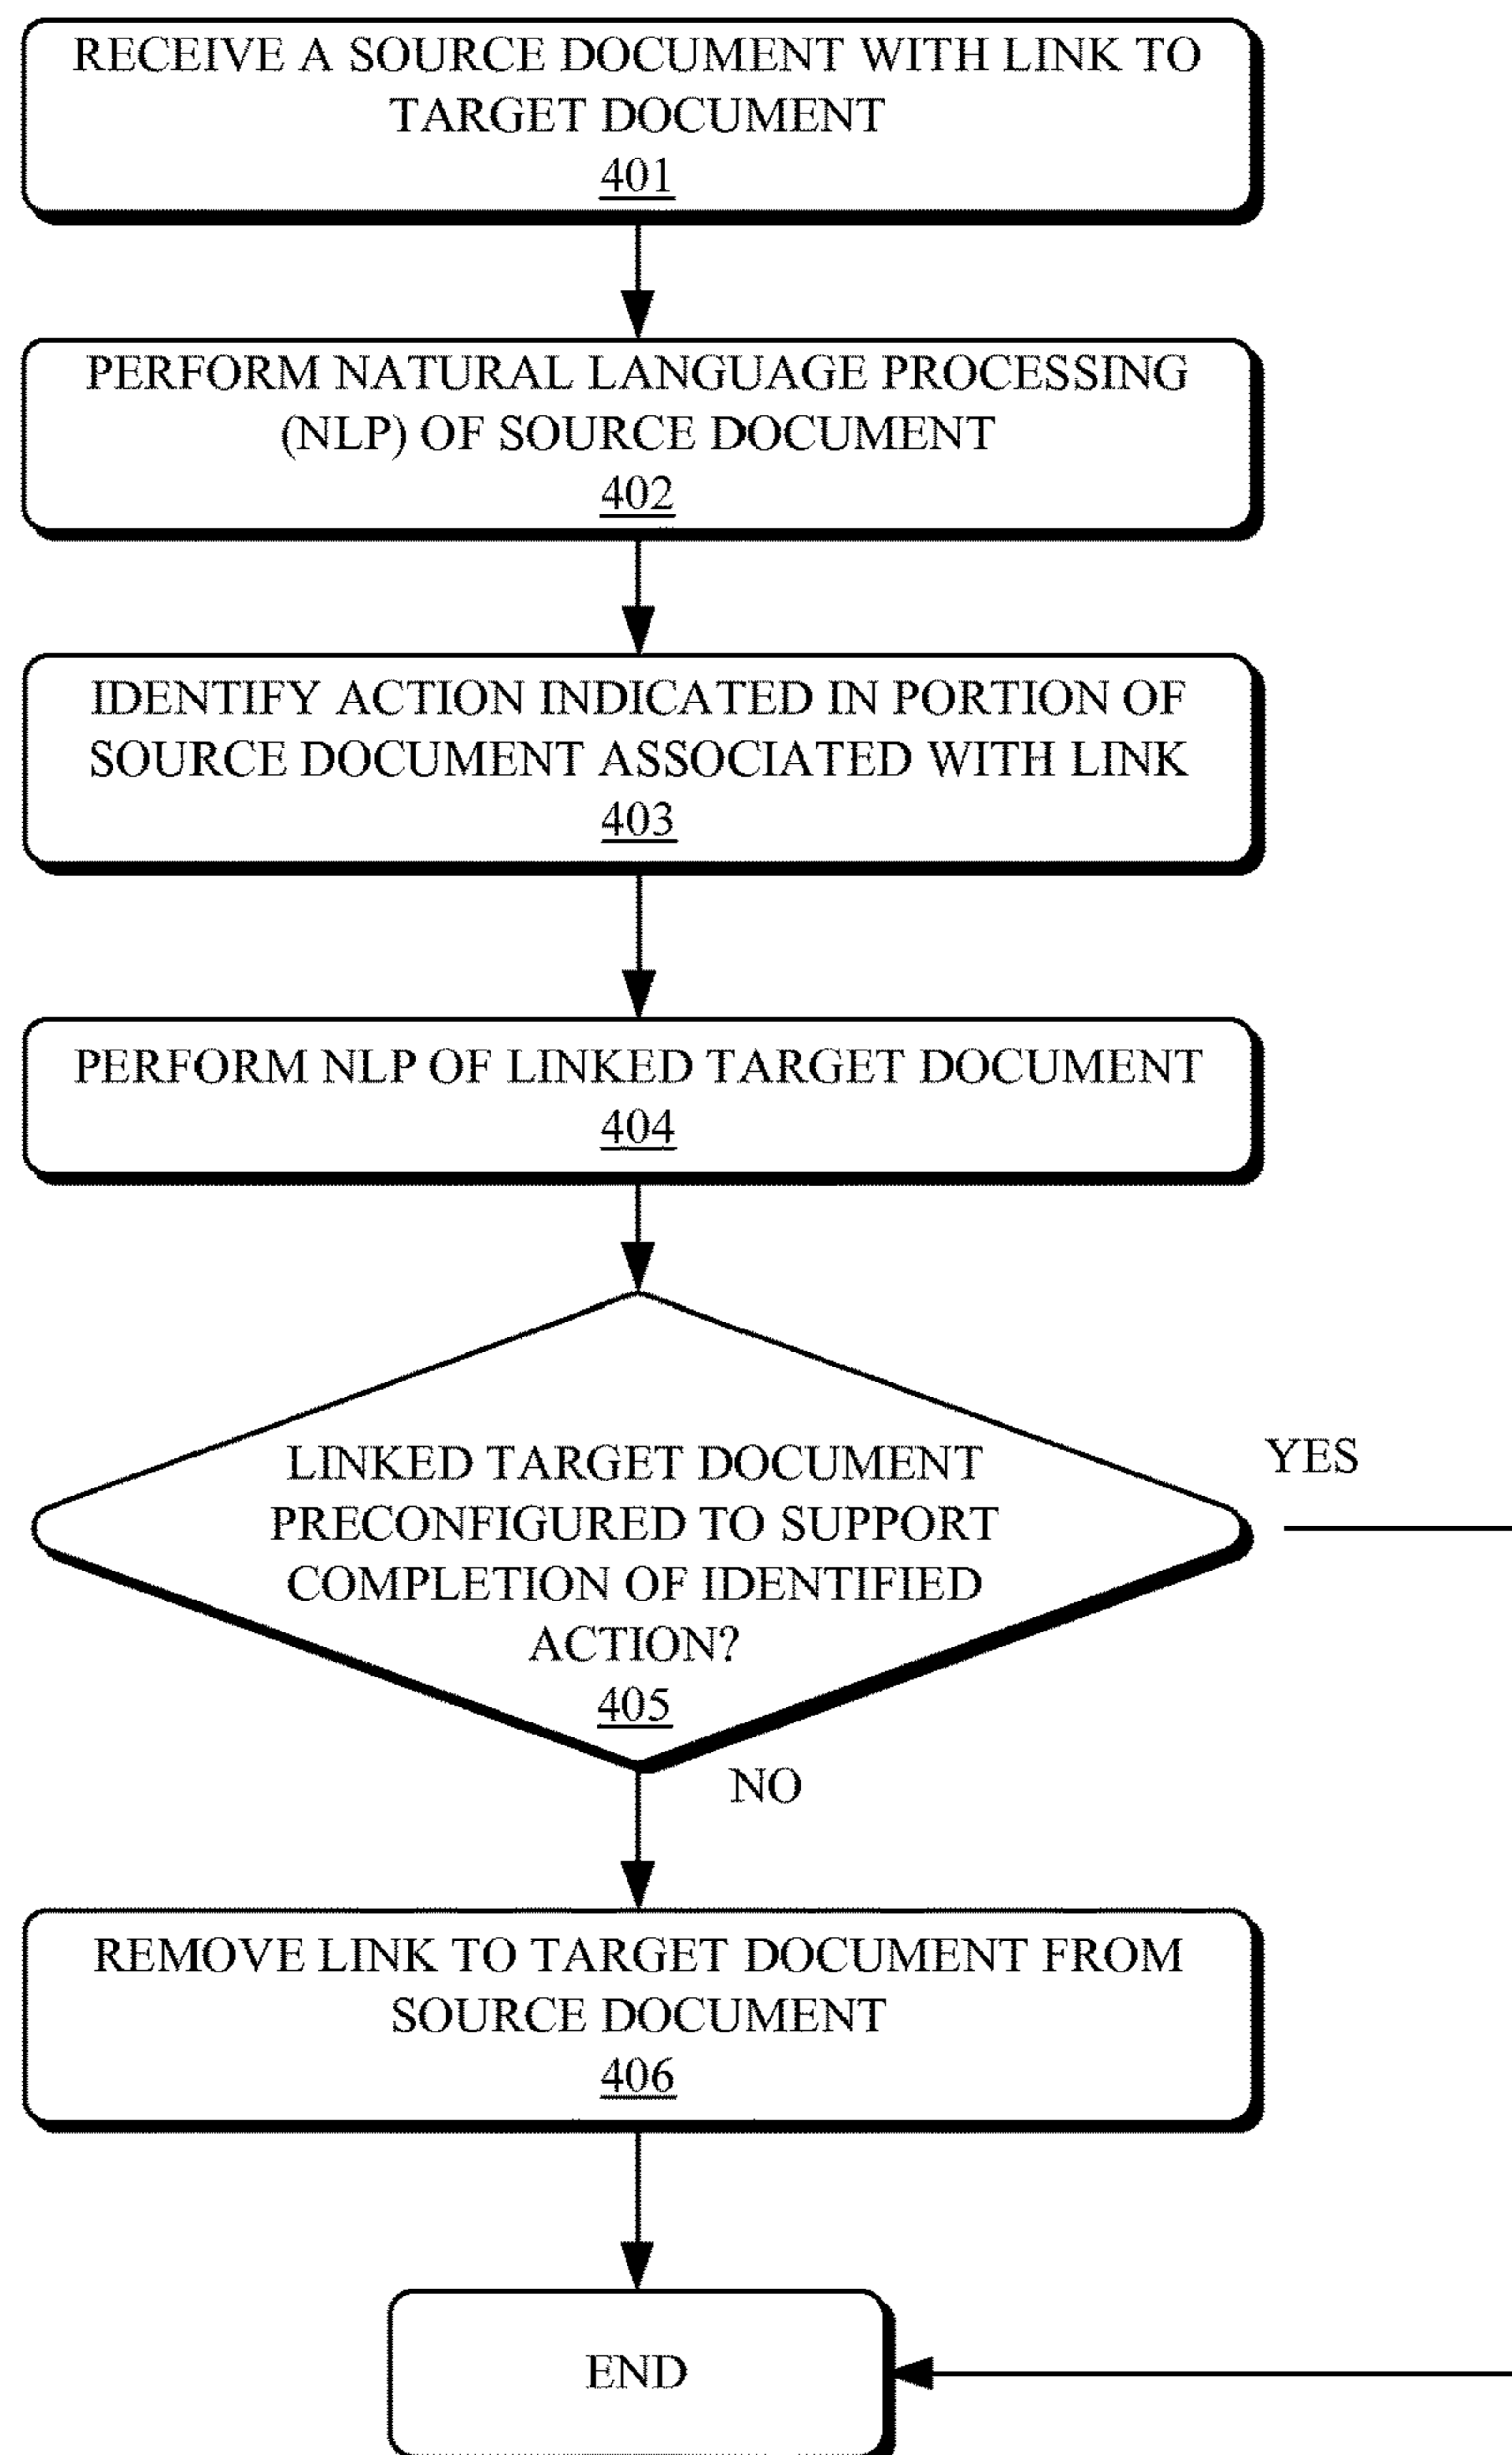 RECEIVE A SOURCE DOCUMENT WITH LINK TO
TARGET DOCUMENT
401
PERFORM NATURAL LANGUAGE PROCESSING
(NLP) OF SOURCE DOCUMENT
402
IDENTIFY ACTION INDICATED IN PORTION OF
SOURCE DOCUMENT ASSOCIATED WITH LINK
403
PERFORM NLP OF LINKED TARGET DOCUMENT
404
LINKED TARGET DOCUMENT
PRECONFIGURED TO SUPPORT
COMPLETION OF IDENTIFIED
ACTION?
405
YES
NO
REMOVE LINK TO TARGET DOCUMENT FROM
SOURCE DOCUMENT
406
END